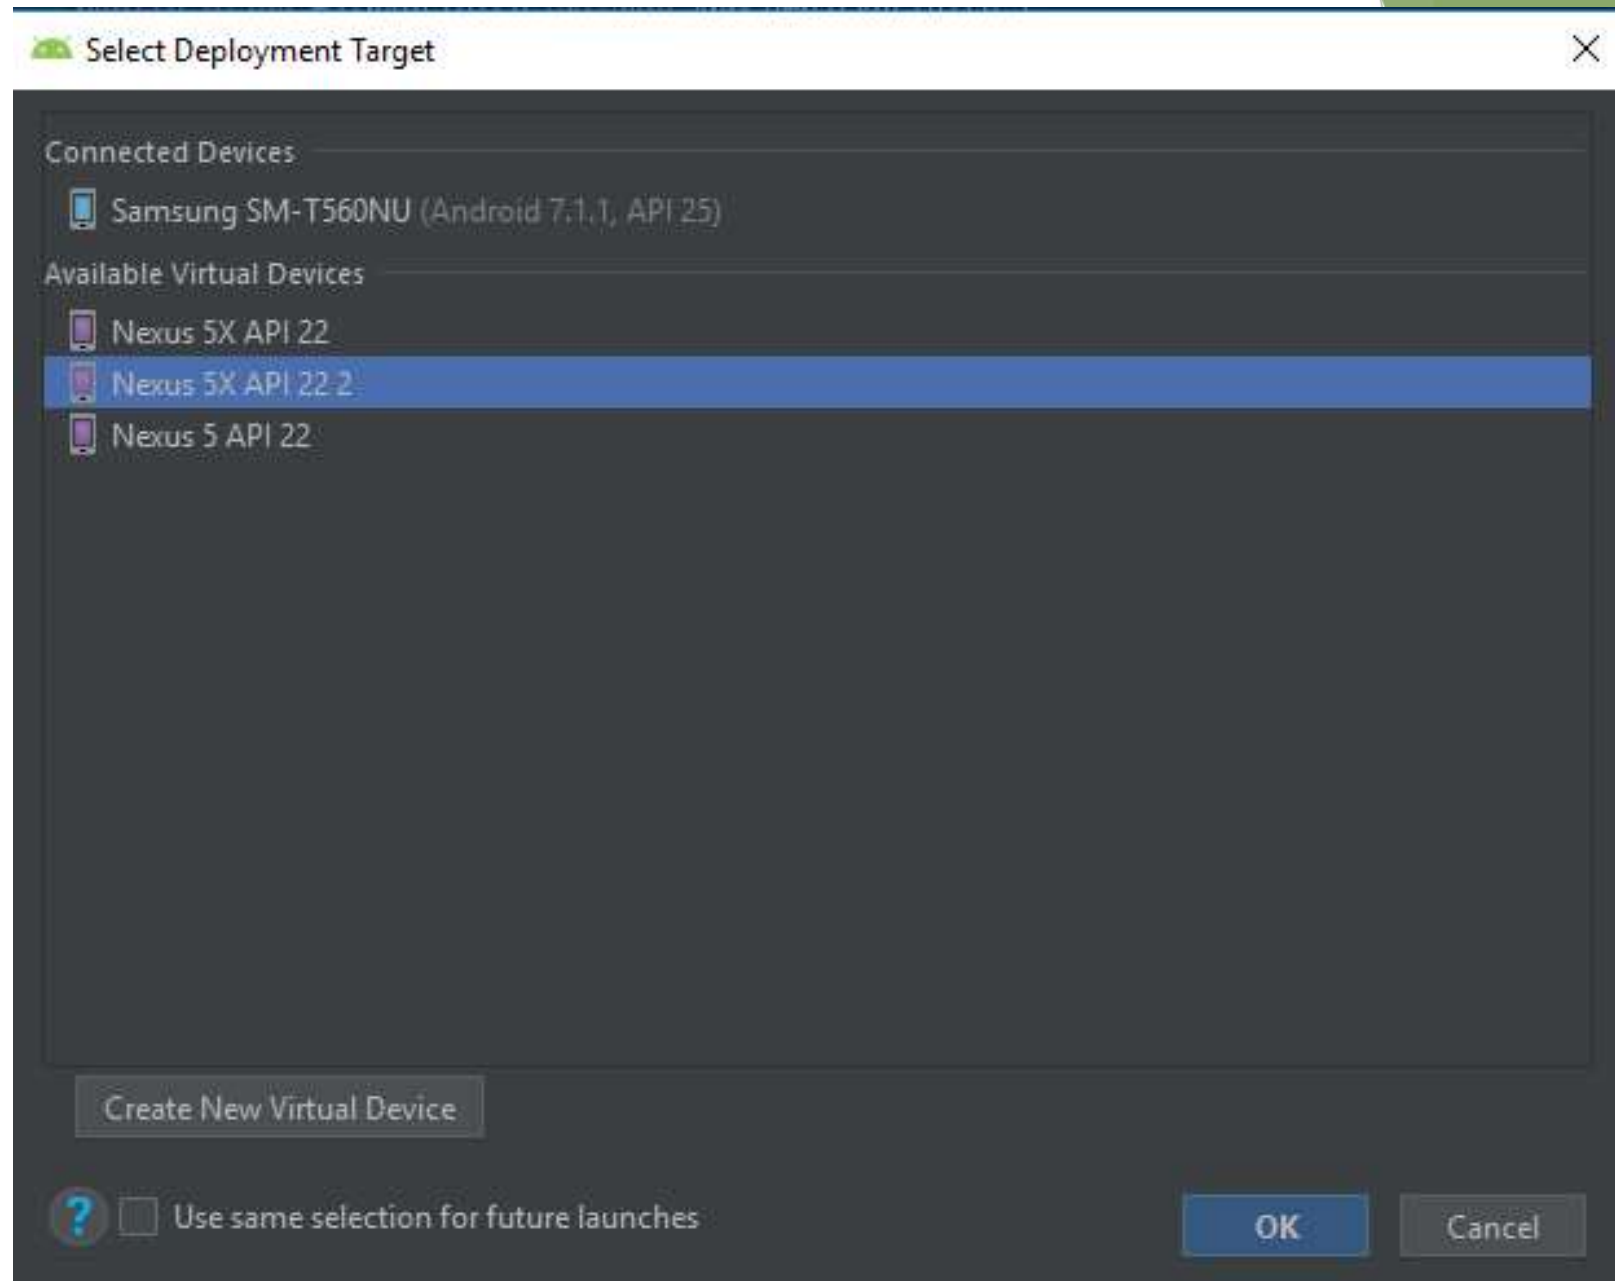 Select Deployment Target
Connected Devices
Samsung SM-T560NU (Android 7.1.1, API 25)
Available Virtual Devices
Nexus 5X API 22
Nexus 5X API 22 2
Nexus 5 API 22
Create New Virtual Device
? Use same selection for future launches
OK Cancel